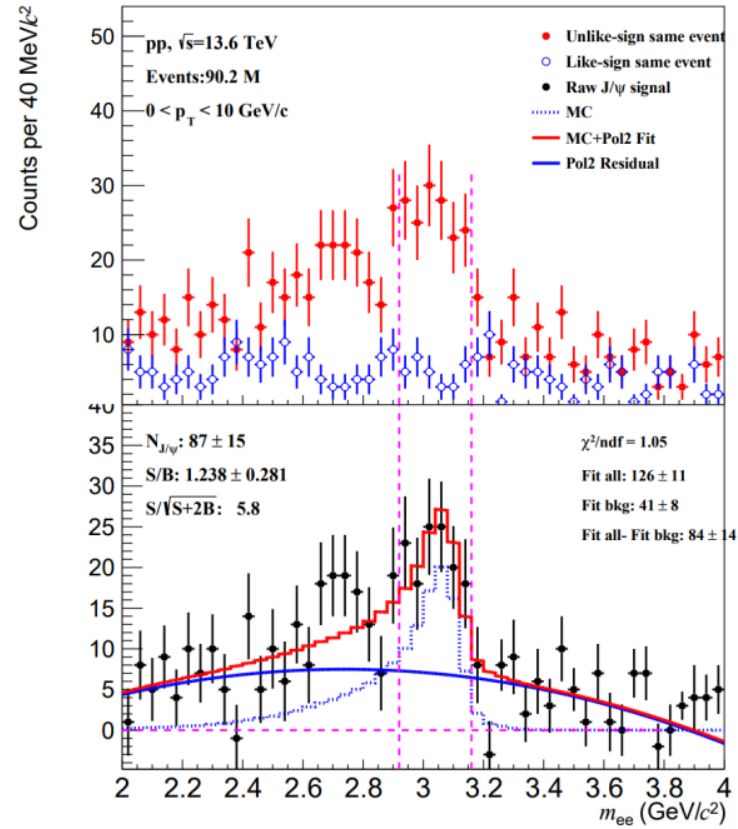 Counts per 40 MeV/c²
50
40
30
20
10
pp, √s=13.6 TeV
Events:90.2 M
0 < p_T < 10 GeV/c
Unlike-sign same event
Like-sign same event
Raw J/ψ signal
MC
MC+Pol2 Fit
Pol2 Residual
40
35
30
25
20
15
10
5
0
N_J/ψ: 87 ± 15
S/B: 1.238 ± 0.281
S/√S+2B: 5.8
χ²/ndf = 1.05
Fit all: 126 ± 11
Fit bkg: 41 ± 8
Fit all- Fit bkg: 84 ± 14
2 2.2 2.4 2.6 2.8 3 3.2 3.4 3.6 3.8 4
m_ee (GeV/c²)